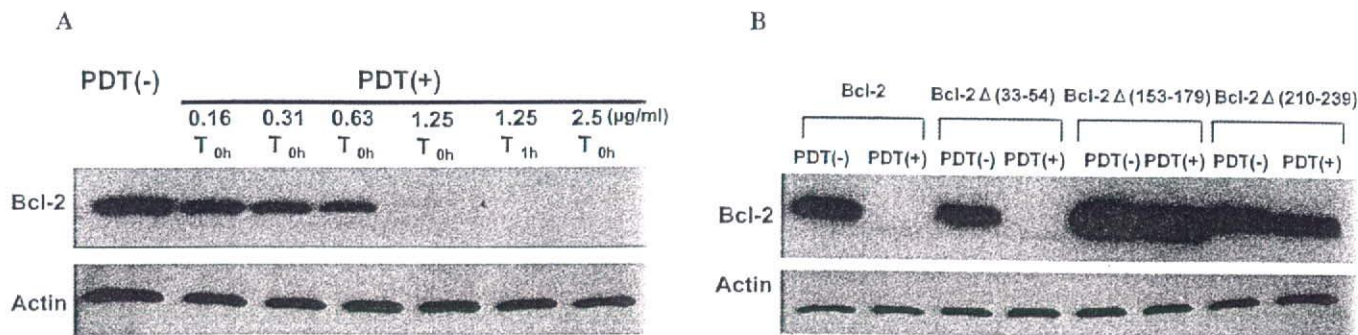 A
PDT(-) PDT(+)
0.16 0.31 0.63 1.25 1.25 2.5 (µg/ml)
T 0h T 0h T 0h T 0h T 1h T 0h
Bcl-2
Actin
B
Bcl-2 Bcl-2 Δ (33-54) Bcl-2 Δ (153-179) Bcl-2 Δ (210-239)
PDT(-) PDT(+) PDT(-) PDT(+) PDT(-) PDT(+) PDT(-) PDT(+)
Bcl-2
Actin